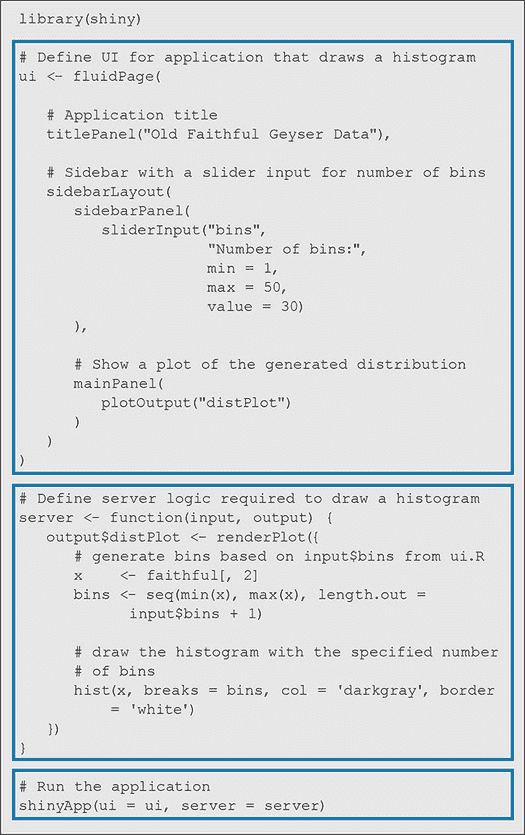 library(shiny)
# Define UI for application that draws a histogram
ui <- fluidPage(
# Application title
titlePanel("Old Faithful Geyser Data"),
# Sidebar with a slider input for number of bins
sidebarLayout(
sidebarPanel(
sliderInput("bins",
"Number of bins:",
min = 1,
max = 50,
value = 30)
),
# Show a plot of the generated distribution
mainPanel(
plotOutput("distPlot")
)
)
)
# Define server logic required to draw a histogram
server <- function(input, output) {
output$distPlot <- renderPlot({
# generate bins based on input$bins from ui.R
x    <- faithful[, 2]
bins <- seq(min(x), max(x), length.out =
input$bins + 1)
# draw the histogram with the specified number
# of bins
hist(x, breaks = bins, col = 'darkgray', border
= 'white')
})
}
# Run the application
shinyApp(ui = ui, server = server)